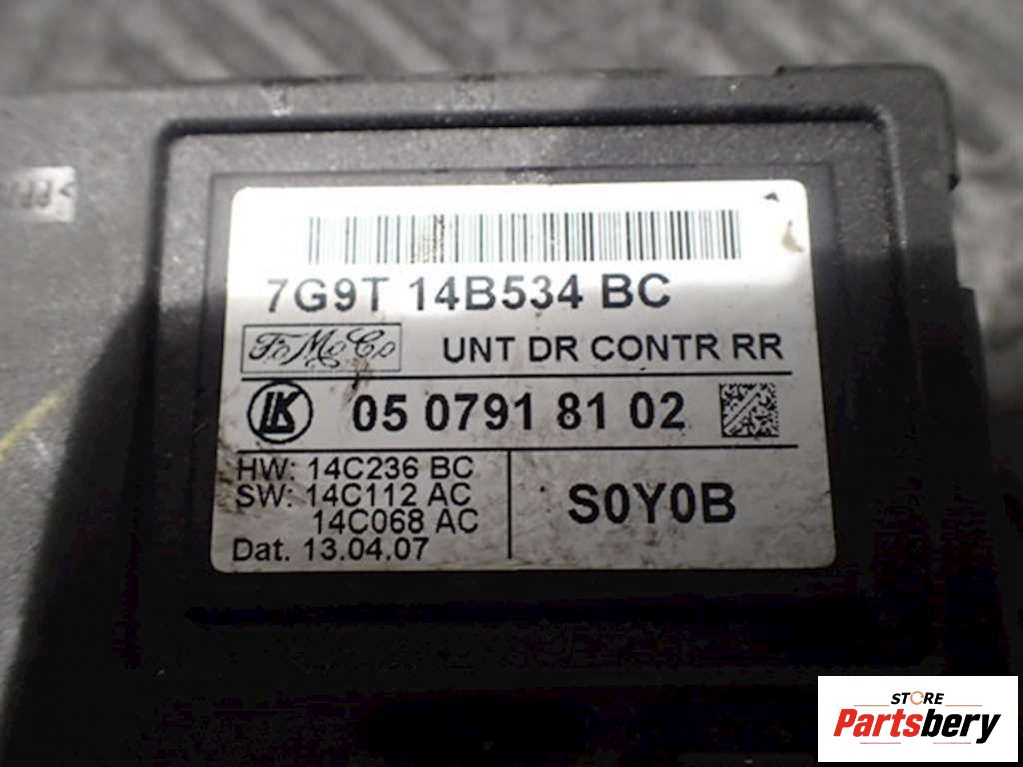 7G9T 14B534 BC
FoMoCo UNT DR CONTR RR
LK 05 0791 81 02
HW: 14C236 BC
SW: 14C112 AC
14C068 AC
Dat. 13.04.07
S0Y0B
STORE
Partsbery